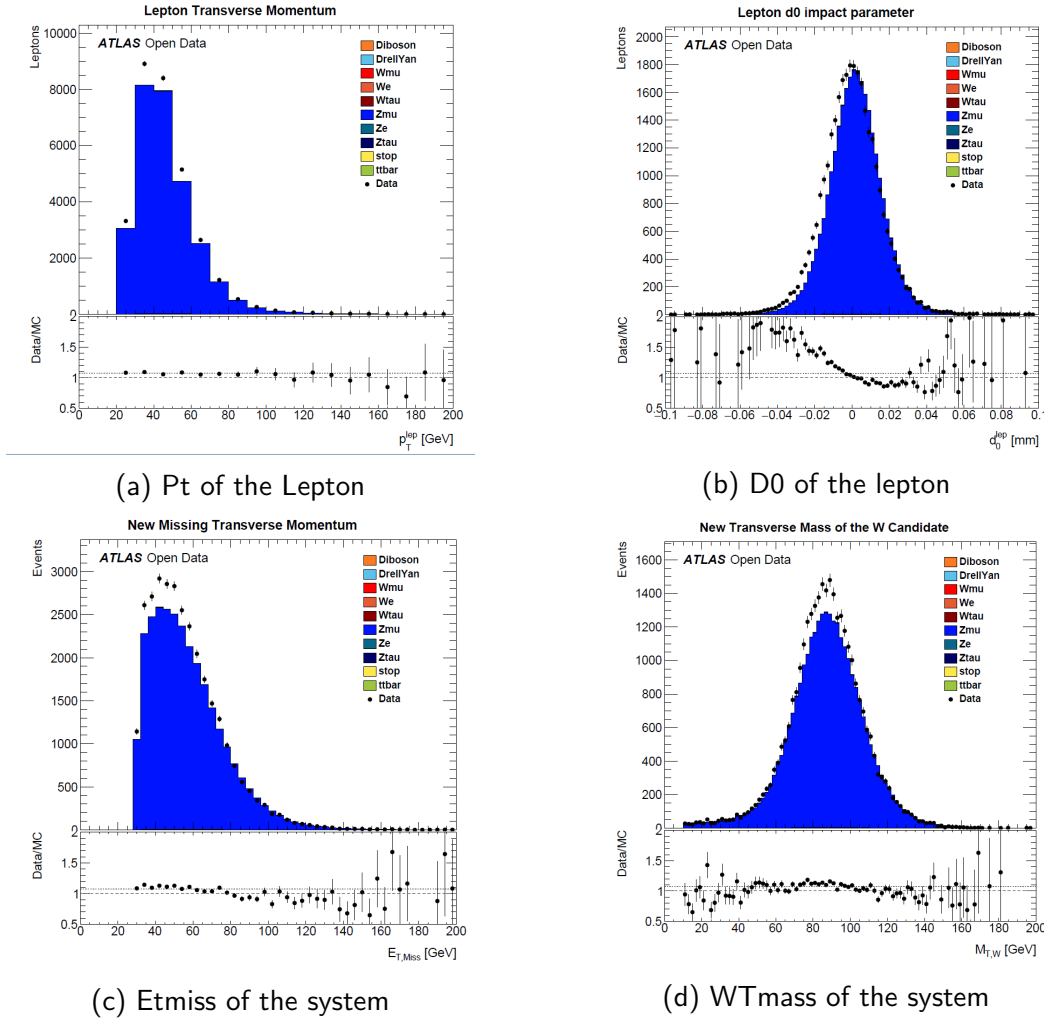 Lepton Transverse Momentum
ATLAS Open Data
Leptons
10000
8000
6000
4000
2000
0
Diboson
DrellYan
Wmu
We
Wtau
Zmu
Ze
Ztau
stop
ttbar
Data
Data/MC
2
1.5
1
0.5
0 20 40 60 80 100 120 140 160 180 200
p_T^lep [GeV]
(a) Pt of the Lepton
Lepton d0 impact parameter
ATLAS Open Data
Leptons
2000
1800
1600
1400
1200
1000
800
600
400
200
0
Diboson
DrellYan
Wmu
We
Wtau
Zmu
Ze
Ztau
stop
ttbar
Data
Data/MC
2
1.5
1
0.5
−0.1 −0.08 −0.06 −0.04 −0.02 0 0.02 0.04 0.06 0.08 0.1
d_0^lep [mm]
(b) D0 of the lepton
New Missing Transverse Momentum
ATLAS Open Data
Events
3000
2500
2000
1500
1000
500
0
Diboson
DrellYan
Wmu
We
Wtau
Zmu
Ze
Ztau
stop
ttbar
Data
Data/MC
2
1.5
1
0.5
0 20 40 60 80 100 120 140 160 180 200
E_T,Miss [GeV]
(c) Etmiss of the system
New Transverse Mass of the W Candidate
ATLAS Open Data
Events
1600
1400
1200
1000
800
600
400
200
0
Diboson
DrellYan
Wmu
We
Wtau
Zmu
Ze
Ztau
stop
ttbar
Data
Data/MC
2
1.5
1
0.5
0 20 40 60 80 100 120 140 160 180 200
M_T,W [GeV]
(d) WTmass of the system